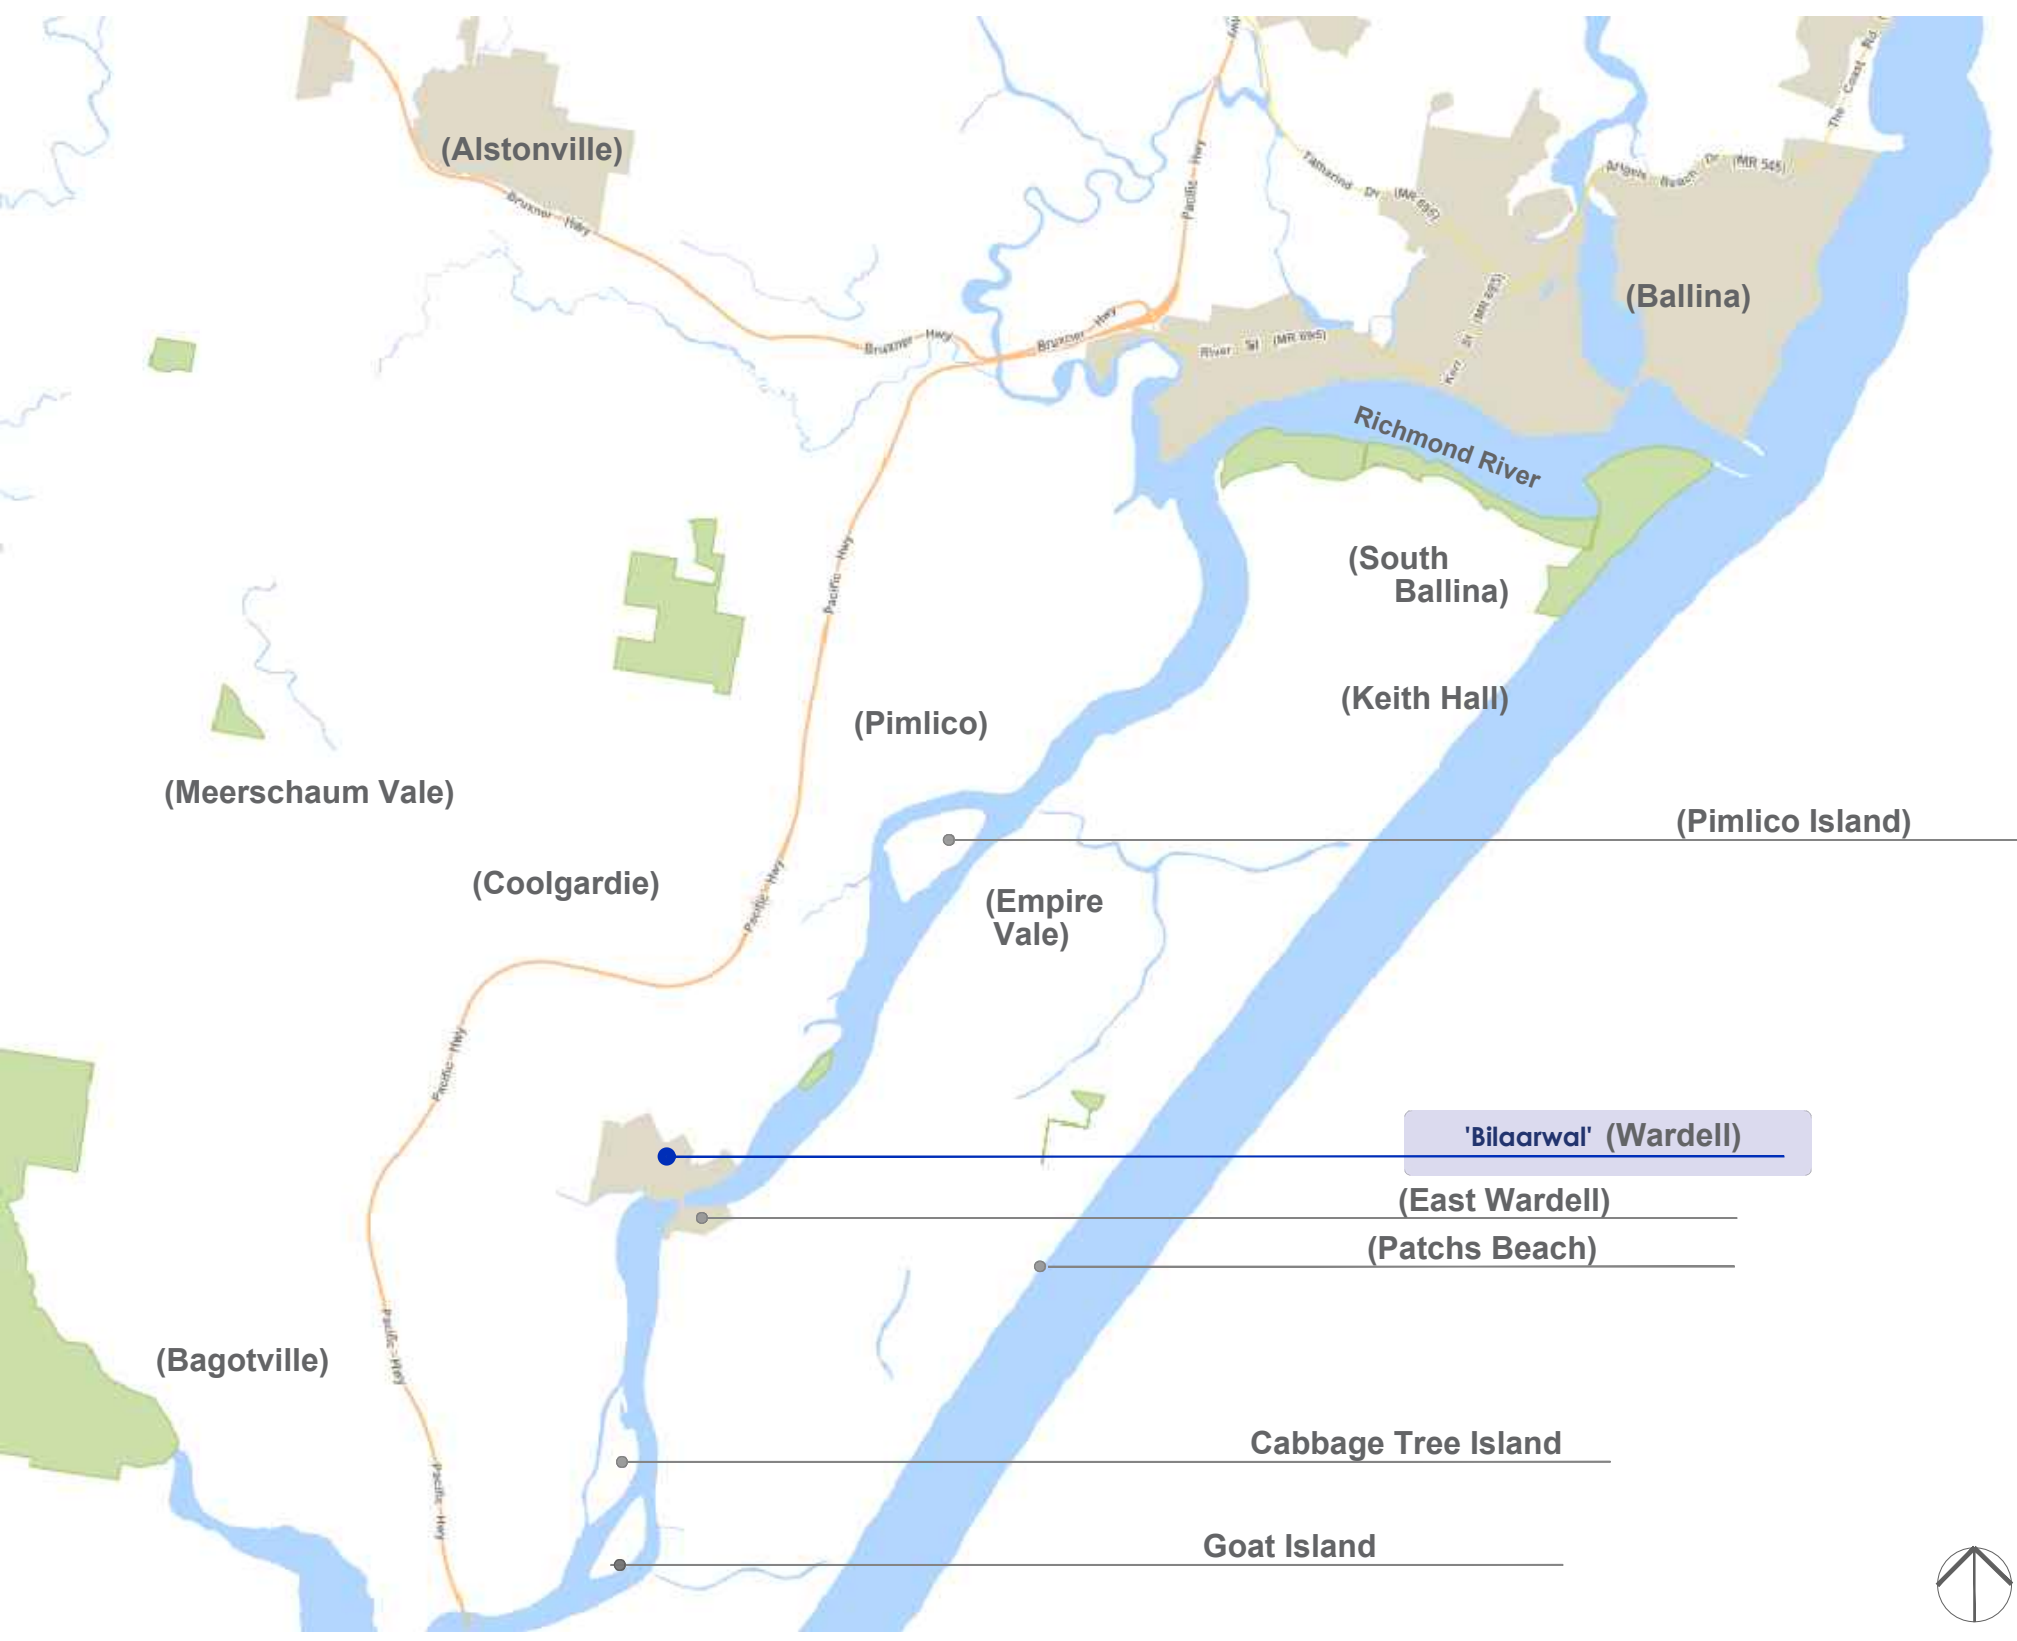 Hwy
The Coast Rd
(Alstonville)
Bruxner Hwy
Pacific Hwy
Tamarind Dr (MR 695)
Angels Beach Dr (MR 545)
(Ballina)
Kerr St (MR 695)
Bruxner Hwy
Bruxner Hwy
River St (MR 695)
Richmond River
Pacific Hwy
(South
Ballina)
(Keith Hall)
(Pimlico)
(Meerschaum Vale)
(Pimlico Island)
(Coolgardie)
Pacific Hwy
(Empire
Vale)
Pacific Hwy
'Bilaarwal' (Wardell)
(East Wardell)
(Patchs Beach)
Pacific Hwy
(Bagotville)
Cabbage Tree Island
Pacific Hwy
Goat Island